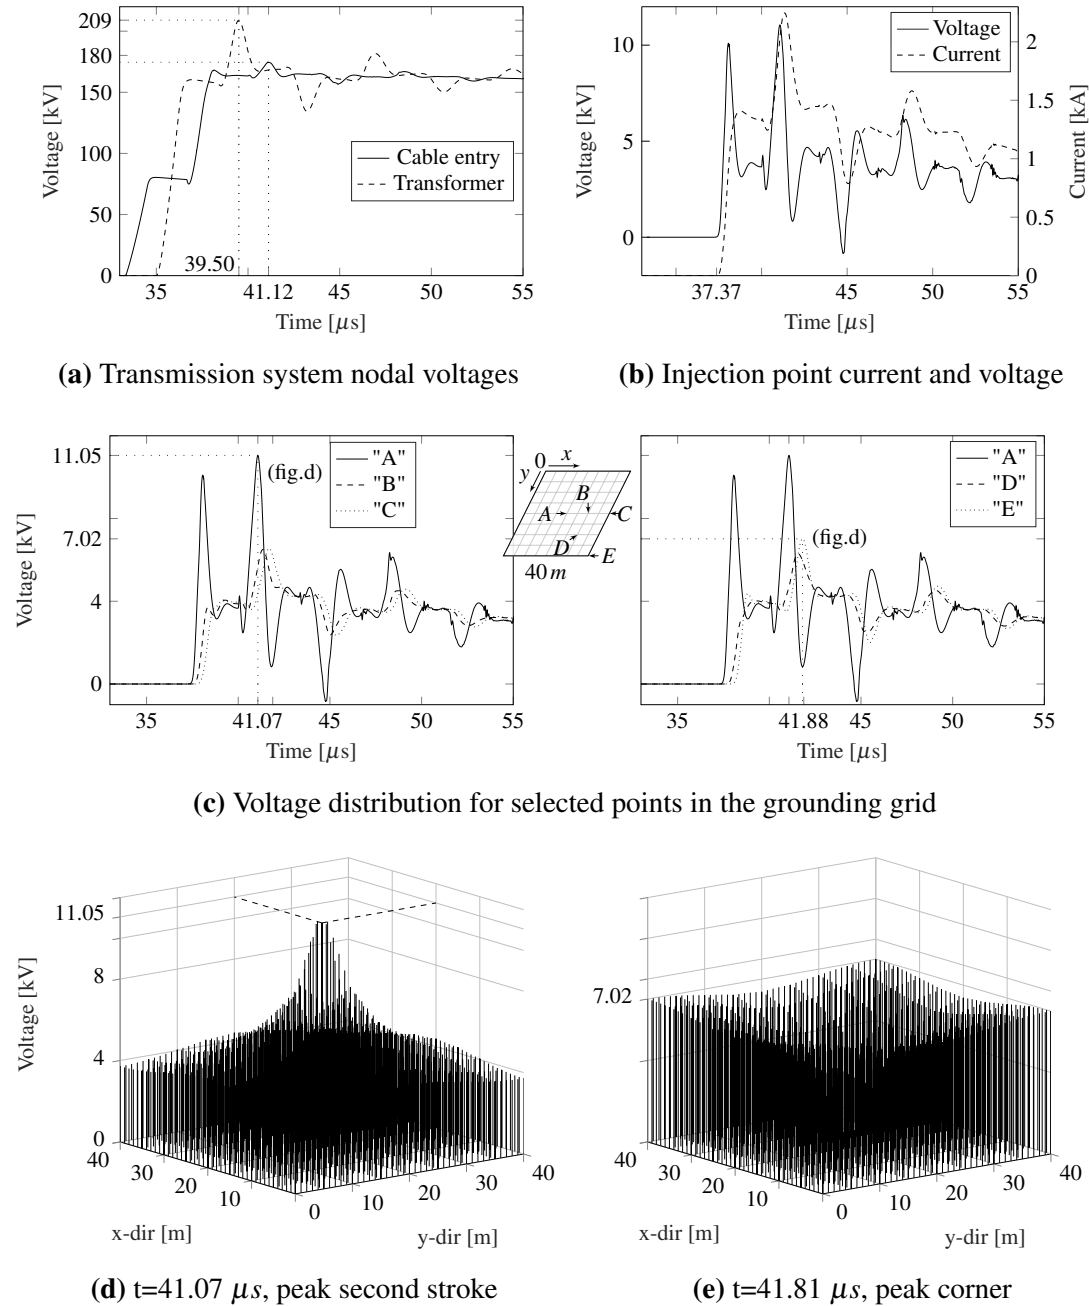 209
180
150
100
50
0
Voltage [kV]
Cable entry
Transformer
39.50
35
41.12
45
50
55
Time [μs]
(a) Transmission system nodal voltages
10
5
0
Voltage [kV]
Voltage
Current
2
1.5
1
0.5
0
Current [kA]
37.37
45
50
55
Time [μs]
(b) Injection point current and voltage
11.05
7.02
4
0
Voltage [kV]
(fig.d)
"A"
"B"
"C"
35
41.07
45
50
55
Time [μs]
0
x
y
B
A
C
D
E
40 m
(fig.d)
"A"
"D"
"E"
35
41.88
45
50
55
Time [μs]
(c) Voltage distribution for selected points in the grounding grid
11.05
8
4
0
Voltage [kV]
40
30
20
10
0
10
20
30
40
x-dir [m]
y-dir [m]
(d) t=41.07 μs, peak second stroke
7.02
40
30
20
10
0
10
20
30
40
x-dir [m]
y-dir [m]
(e) t=41.81 μs, peak corner